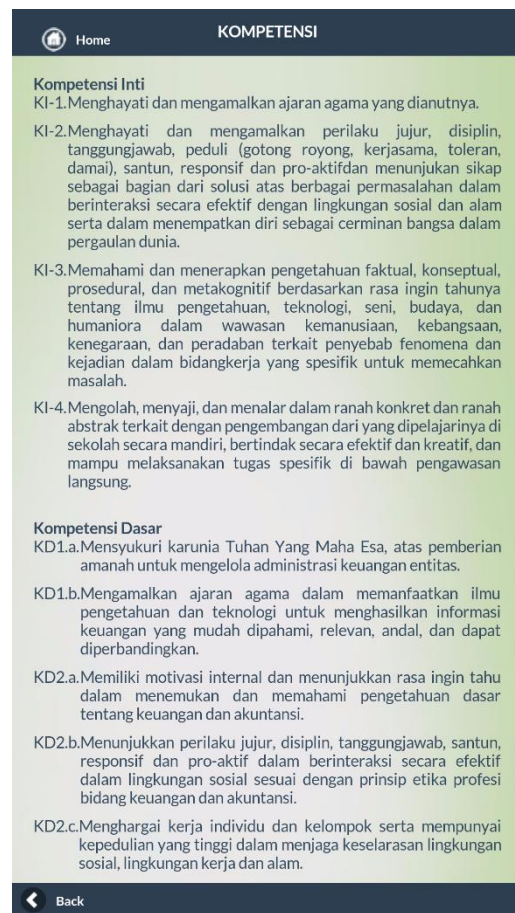 Home
KOMPETENSI
Kompetensi Inti
KI-1.Menghayati dan mengamalkan ajaran agama yang dianutnya.
KI-2.Menghayati dan mengamalkan perilaku jujur, disiplin,
tanggungjawab, peduli (gotong royong, kerjasama, toleran,
damai), santun, responsif dan pro-aktifdan menunjukan sikap
sebagai bagian dari solusi atas berbagai permasalahan dalam
berinteraksi secara efektif dengan lingkungan sosial dan alam
serta dalam menempatkan diri sebagai cerminan bangsa dalam
pergaulan dunia.
KI-3.Memahami dan menerapkan pengetahuan faktual, konseptual,
prosedural, dan metakognitif berdasarkan rasa ingin tahunya
tentang ilmu pengetahuan, teknologi, seni, budaya, dan
humaniora dalam wawasan kemanusiaan, kebangsaan,
kenegaraan, dan peradaban terkait penyebab fenomena dan
kejadian dalam bidangkerja yang spesifik untuk memecahkan
masalah.
KI-4.Mengolah, menyaji, dan menalar dalam ranah konkret dan ranah
abstrak terkait dengan pengembangan dari yang dipelajarinya di
sekolah secara mandiri, bertindak secara efektif dan kreatif, dan
mampu melaksanakan tugas spesifik di bawah pengawasan
langsung.
Kompetensi Dasar
KD1.a.Mensyukuri karunia Tuhan Yang Maha Esa, atas pemberian
amanah untuk mengelola administrasi keuangan entitas.
KD1.b.Mengamalkan ajaran agama dalam memanfaatkan ilmu
pengetahuan dan teknologi untuk menghasilkan informasi
keuangan yang mudah dipahami, relevan, andal, dan dapat
diperbandingkan.
KD2.a.Memiliki motivasi internal dan menunjukkan rasa ingin tahu
dalam menemukan dan memahami pengetahuan dasar
tentang keuangan dan akuntansi.
KD2.b.Menunjukkan perilaku jujur, disiplin, tanggungjawab, santun,
responsif dan pro-aktif dalam berinteraksi secara efektif
dalam lingkungan sosial sesuai dengan prinsip etika profesi
bidang keuangan dan akuntansi.
KD2.c.Menghargai kerja individu dan kelompok serta mempunyai
kepedulian yang tinggi dalam menjaga keselarasan lingkungan
sosial, lingkungan kerja dan alam.
Back